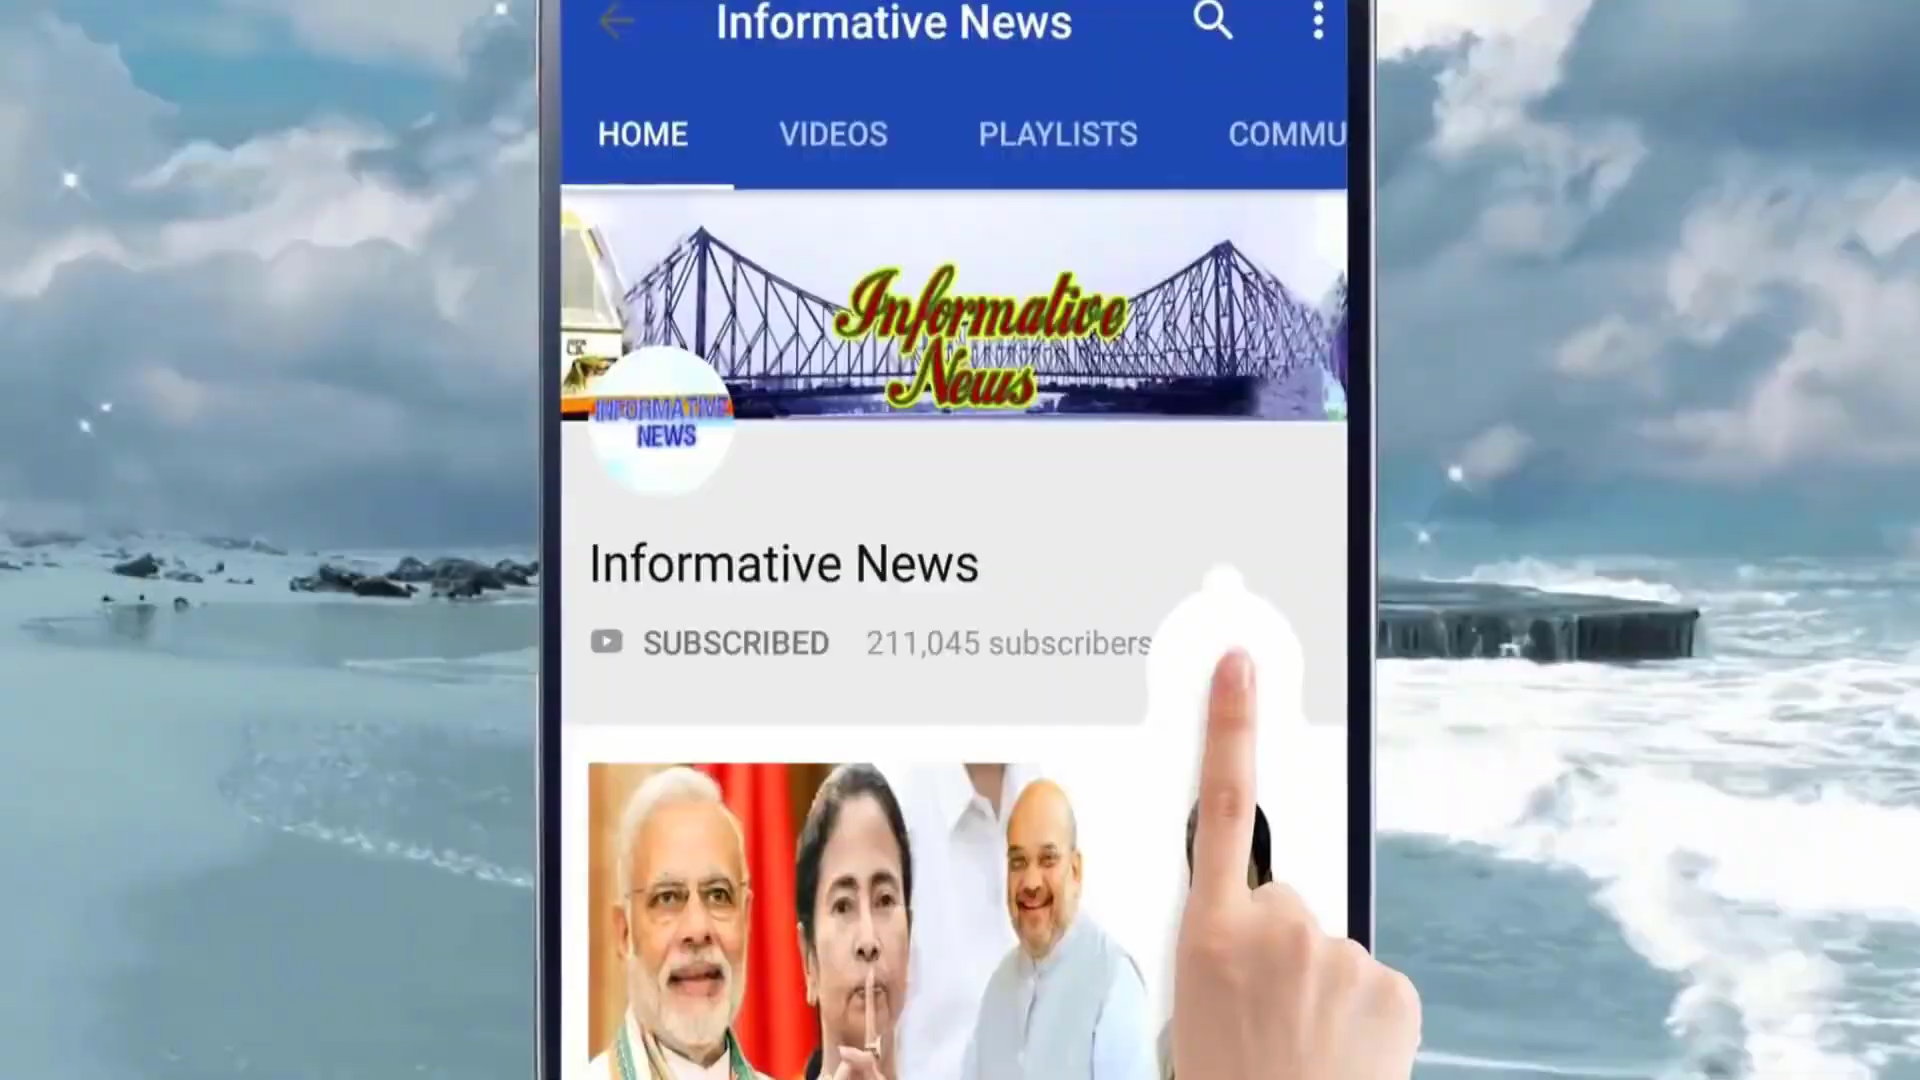 Informative News
HOME VIDEOS PLAYLISTS COMMU
Informative
News
INFORMATIVE
NEWS
Informative News
SUBSCRIBED 211,045 subscribers